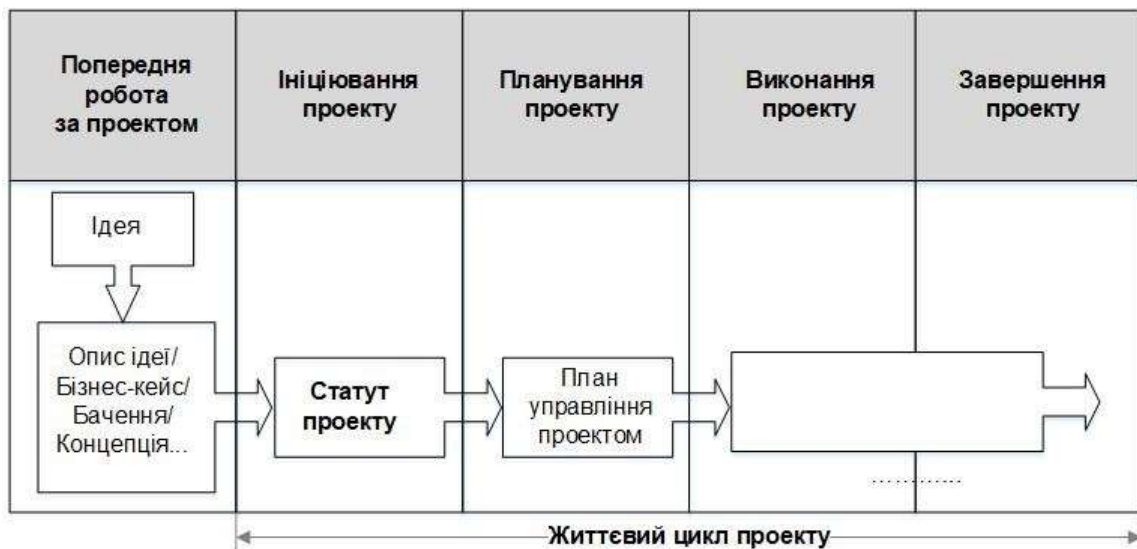 Попередня
робота
за проектом
Ініціювання
проекту
Планування
проекту
Виконання
проекту
Завершення
проекту
Ідея
Опис ідеї/
Бізнес-кейс/
Бачення/
Концепція...
Статут
проекту
План
управління
проектом
............
Життєвий цикл проекту